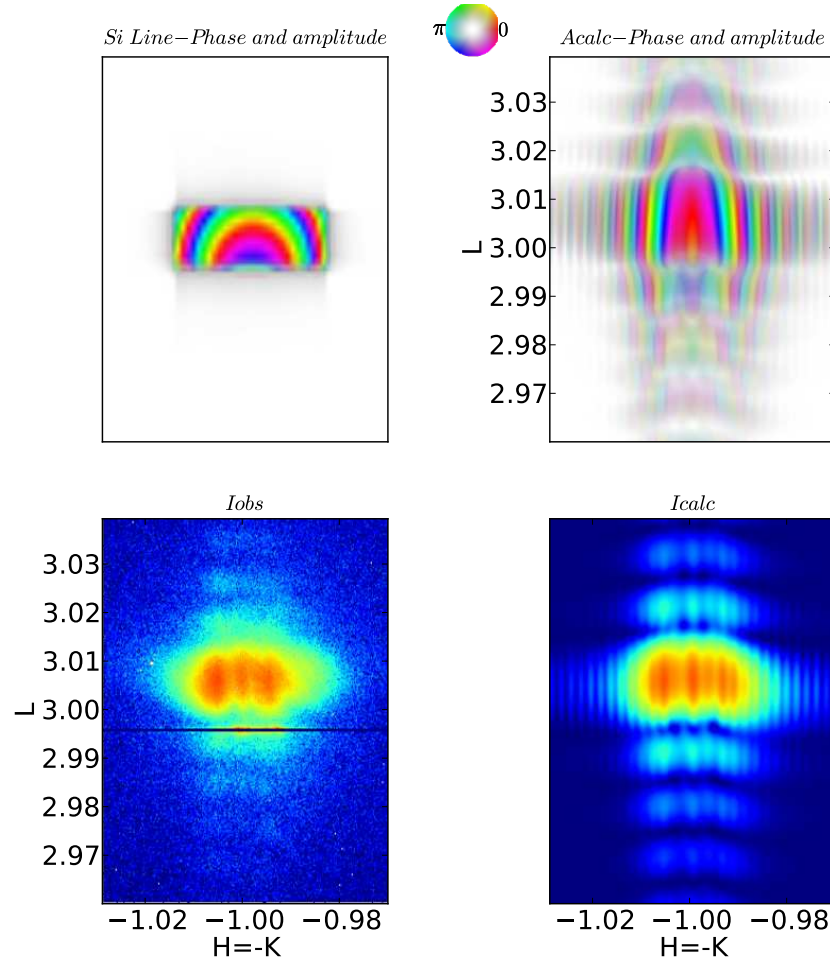 Si Line−Phase and amplitude
π 0
Acalc−Phase and amplitude
3.03
3.02
3.01
3.00
2.99
2.98
2.97
L
Iobs
Icalc
3.03
3.02
3.01
3.00
2.99
2.98
2.97
L
−1.02 −1.00 −0.98
H=-K
−1.02 −1.00 −0.98
H=-K